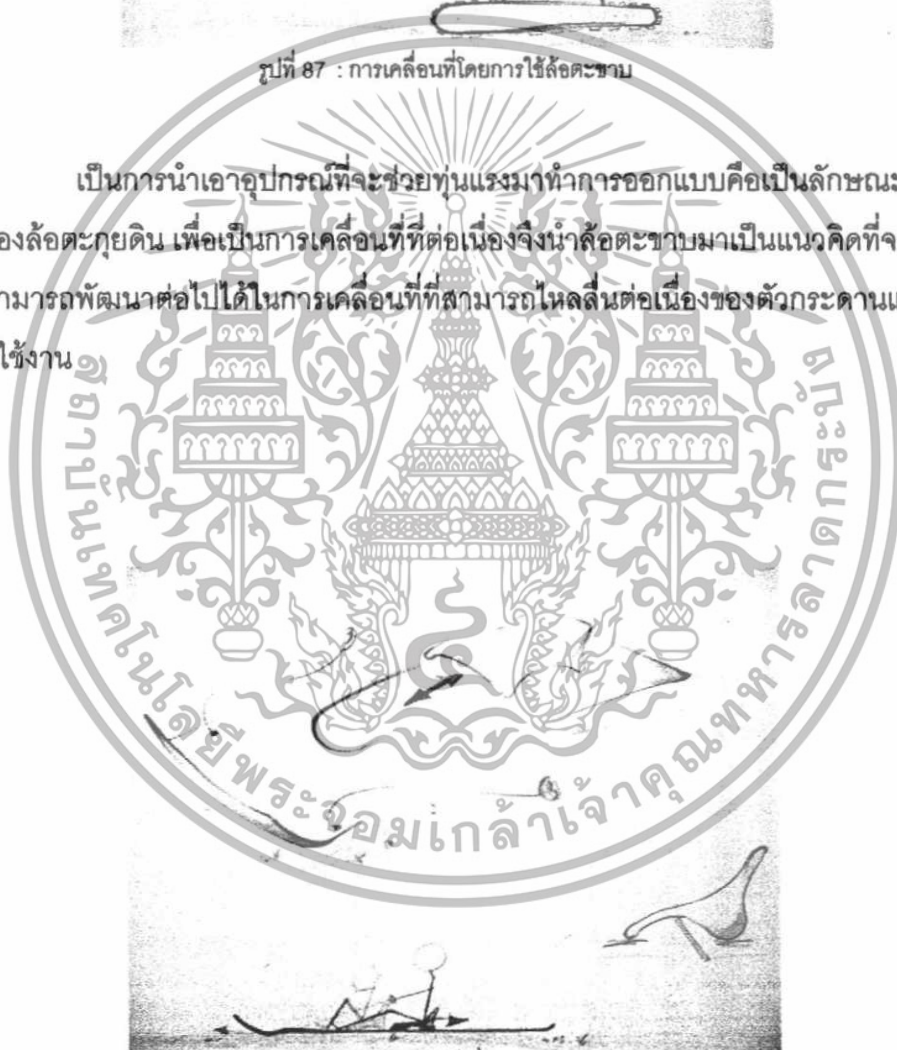 รูปที่ 87 : การเคลื่อนที่โดยการใช้ล้อตะขาบ
เป็นการนำเอาอุปกรณ์ที่จะช่วยทุ่นแรงมาทำการออกแบบคือเป็นลักษณะ
องล้อตะกุยดิน เพื่อเป็นการเคลื่อนที่ที่ต่อเนื่องจึงนำล้อตะขาบมาเป็นแนวคิดที่จ
ามารถพัฒนาต่อไปได้ในการเคลื่อนที่ที่สามารถไหลลื่นต่อเนื่องของตัวกระดานแ
ใช้งาน
สถาบันเทคโนโลยีพระจอมเกล้าเจ้าคุณทหารลาดกระบัง